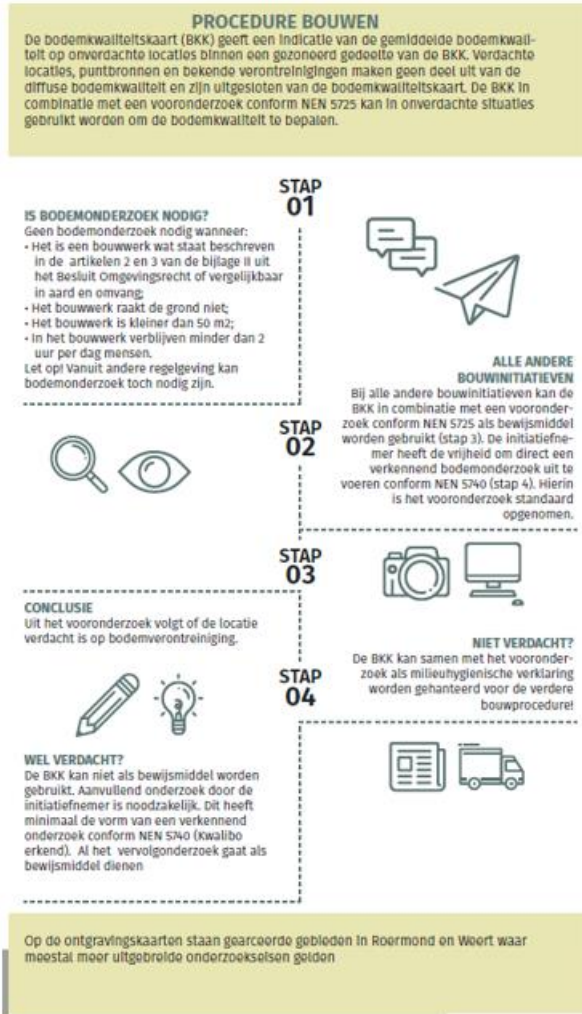 PROCEDURE BOUWEN
De bodemkwaliteitskaart (BKK) geeft een indicatie van de gemiddelde bodemkwali-
teit op onverdachte locaties binnen een gezoneerd gedeelte van de BKK. Verdachte
locaties, puntbronnen en bekende verontreinigingen maken geen deel uit van de
diffuse bodemkwaliteit en zijn uitgesloten van de bodemkwaliteitskaart. De BKK in
combinatie met een vooronderzoek conform NEN 5725 kan in onverdachte situaties
gebruikt worden om de bodemkwaliteit te bepalen.
STAP
01
IS BODEMONDERZOEK NODIG?
Geen bodemonderzoek nodig wanneer:
• Het is een bouwwerk wat staat beschreven
in de artikelen 2 en 3 van de bijlage II uit
het Besluit Omgevingsrecht of vergelijkbaar
in aard en omvang;
• Het bouwwerk raakt de grond niet;
• Het bouwwerk is kleiner dan 50 m2;
• In het bouwwerk verblijven minder dan 2
uur per dag mensen.
Let op! Vanuit andere regelgeving kan
bodemonderzoek toch nodig zijn.
STAP
02
ALLE ANDERE
BOUWINITIATIEVEN
Bij alle andere bouwinitiatieven kan de
BKK in combinatie met een vooronder-
zoek conform NEN 5725 als bewijsmiddel
worden gebruikt (stap 3). De initiatiefne-
mer heeft de vrijheid om direct een
verkennend bodemonderzoek uit te
voeren conform NEN 5740 (stap 4). Hierin
is het vooronderzoek standaard
opgenomen.
STAP
03
CONCLUSIE
Uit het vooronderzoek volgt of de locatie
verdacht is op bodemverontreiniging.
STAP
04
NIET VERDACHT?
De BKK kan samen met het vooronder-
zoek als milieuhygienische verklaring
worden gehanteerd voor de verdere
bouwprocedure!
WEL VERDACHT?
De BKK kan niet als bewijsmiddel worden
gebruikt. Aanvullend onderzoek door de
initiatiefnemer is noodzakelijk. Dit heeft
minimaal de vorm van een verkennend
onderzoek conform NEN 5740 (Kwalibo
erkend). Al het vervolgonderzoek gaat als
bewijsmiddel dienen
Op de ontgravingskaarten staan gearceerde gebieden in Roermond en Weert waar
meestal meer uitgebreide onderzoekseisen gelden